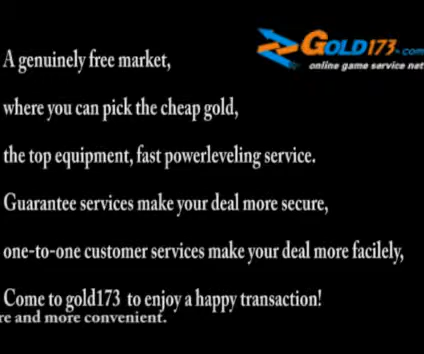 GOLD173.com
online game service net
A genuinely free market,
where you can pick the cheap gold,
the top equipment, fast powerleveling service.
Guarantee services make your deal more secure,
one-to-one customer services make your deal more facilely,
Come to gold173 to enjoy a happy transaction!
re and more convenient.